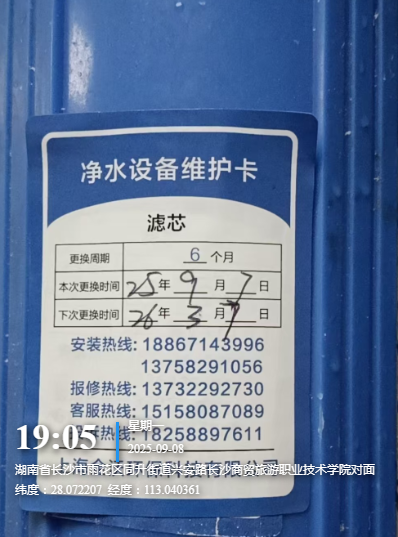 净水设备维护卡
滤芯
更换周期 6 个月
本次更换时间 25 年 9 月 7 日
下次更换时间 26 年 3 月 7 日
安装热线: 18867143996
13758291056
报修热线: 13732292730
客服热线: 15158087089
热线: 18258897611
19:05
星期一
2025-09-08
湖南省长沙市雨花区同升街道兴安路长沙商贸旅游职业技术学院对面
纬度：28.072207 经度：113.040361